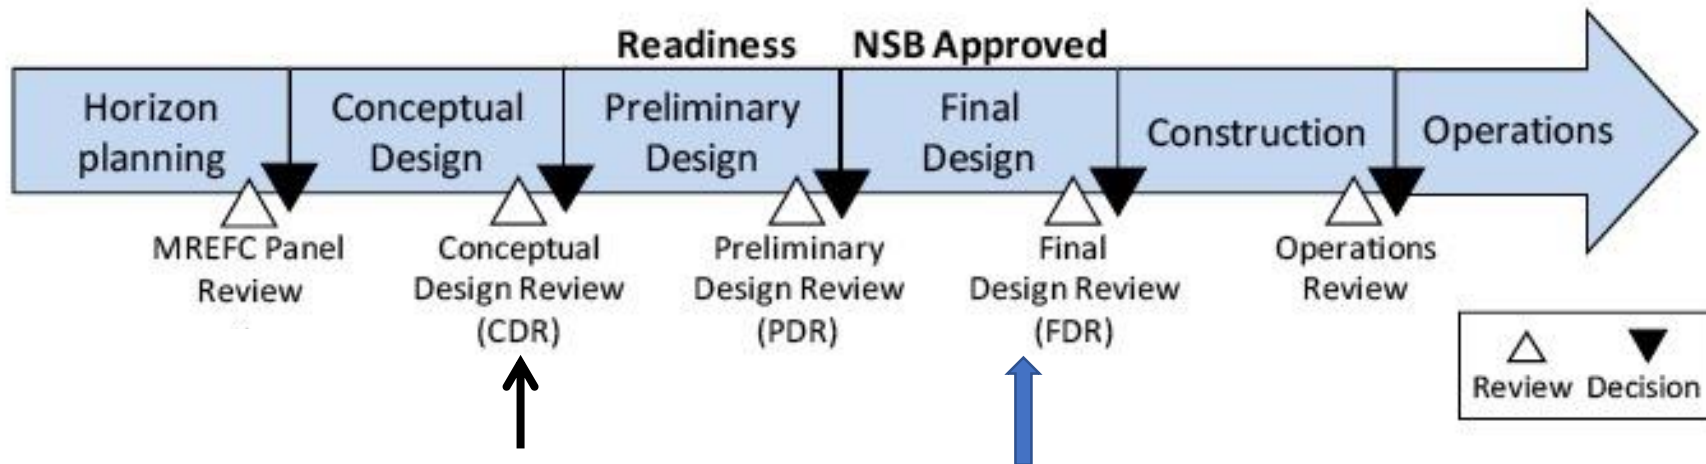 Readiness
NSB Approved
Horizon
planning
Conceptual
Design
Preliminary
Design
Final
Design
Construction
Operations
MREFC Panel
Review
Conceptual
Design Review
(CDR)
Preliminary
Design Review
(PDR)
Final
Design Review
(FDR)
Operations
Review
Review
Decision